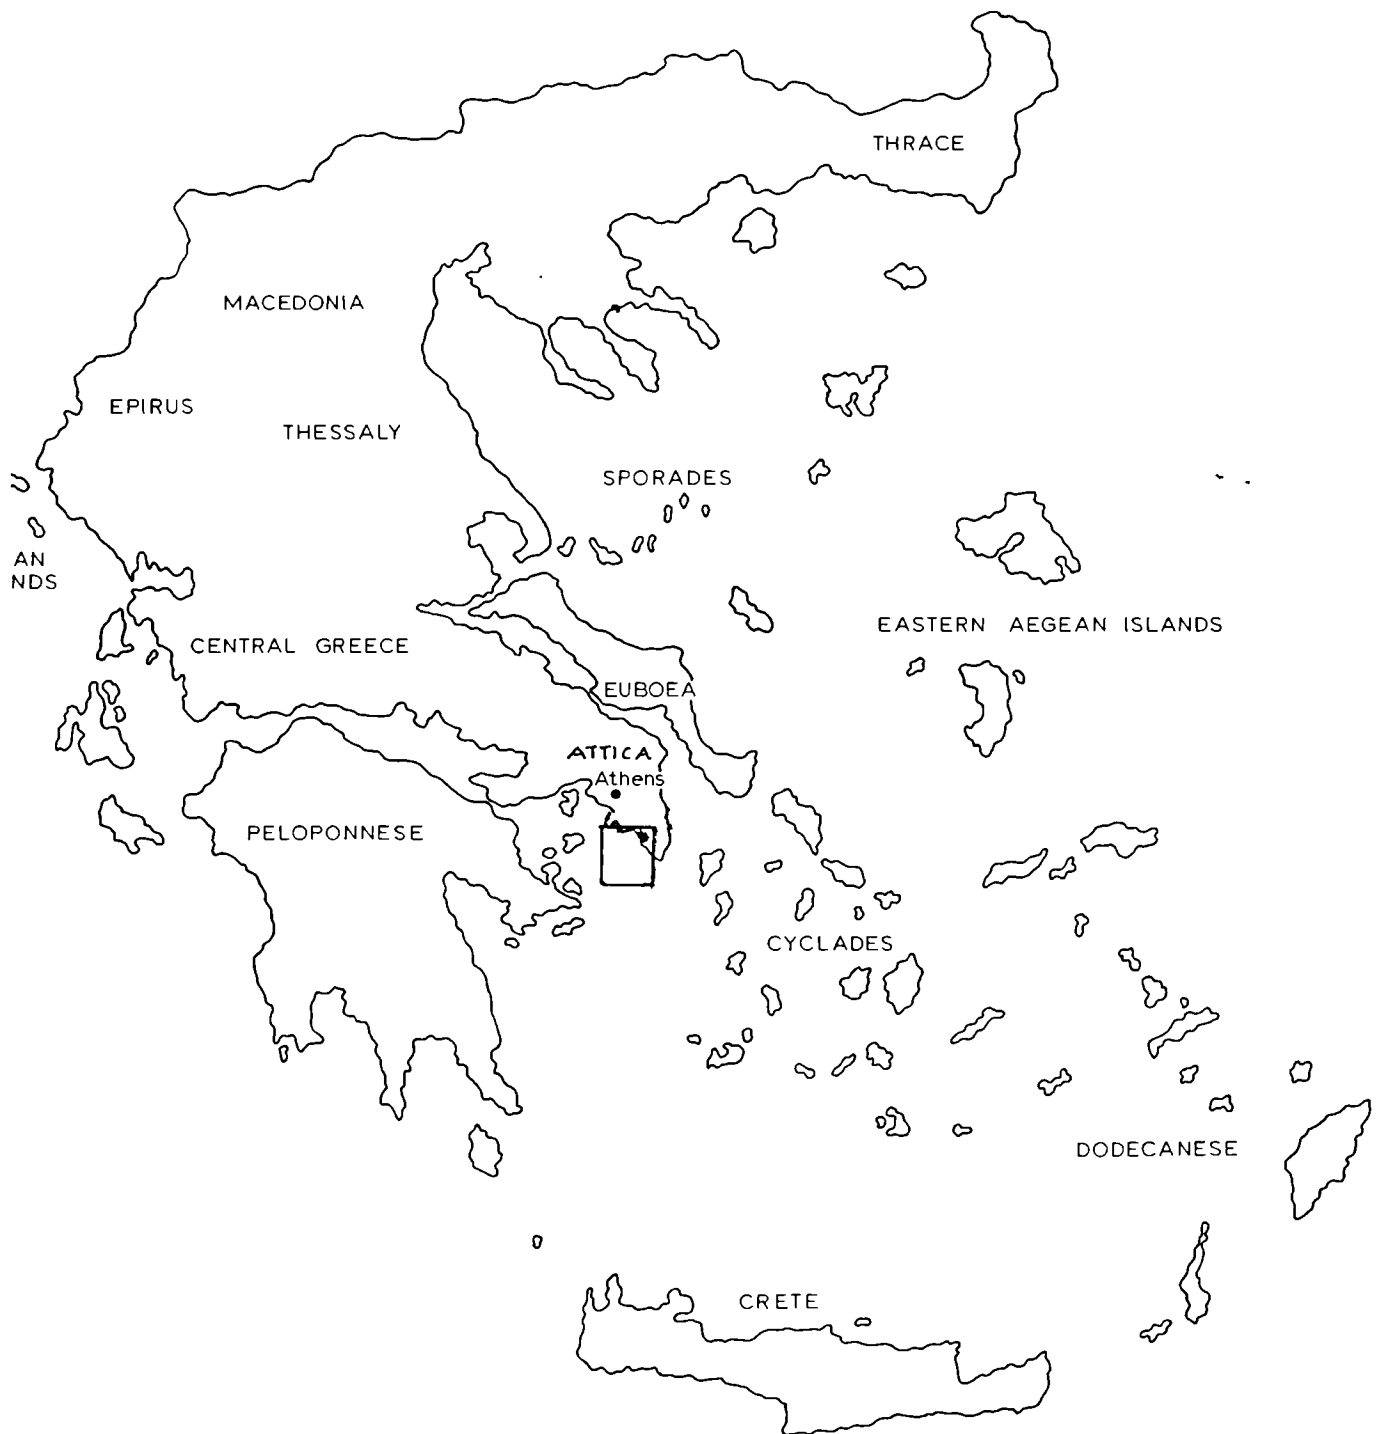 THRACE
MACEDONIA
EPIRUS
THESSALY
SPORADES
AN
NDS
EASTERN AEGEAN ISLANDS
CENTRAL GREECE
EUBOEA
ATTICA
Athens
PELOPONNESE
CYCLADES
DODECANESE
CRETE